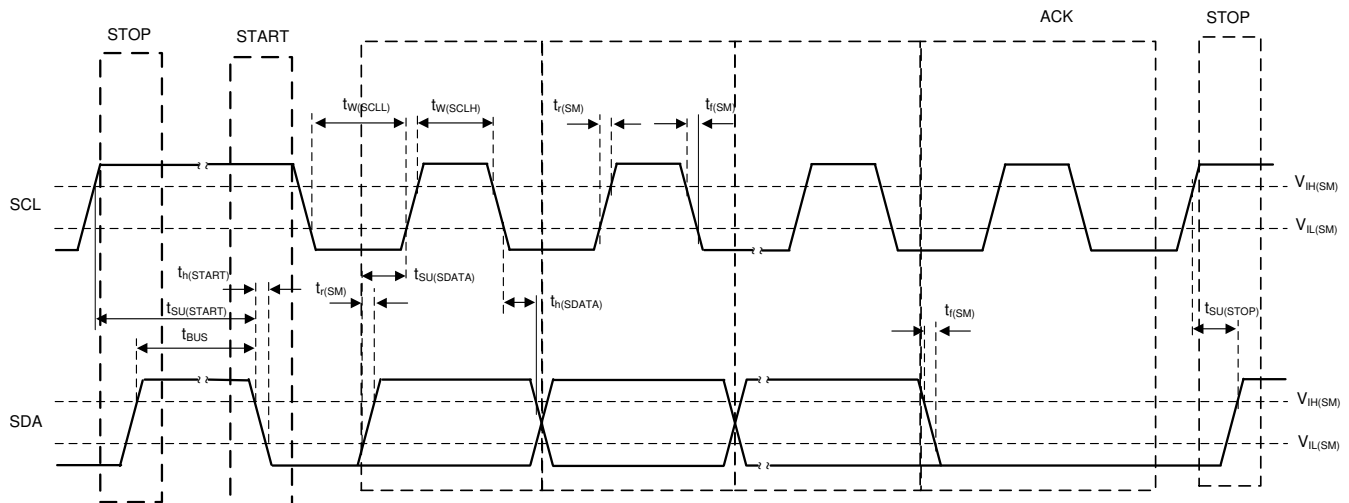 STOP
START
ACK
STOP
tW(SCLL)
tW(SCLH)
tr(SM)
tf(SM)
SCL
VIH(SM)
VIL(SM)
th(START)
tr(SM)
tSU(SDATA)
tSU(START)
th(SDATA)
tf(SM)
tSU(STOP)
tBUS
SDA
VIH(SM)
VIL(SM)